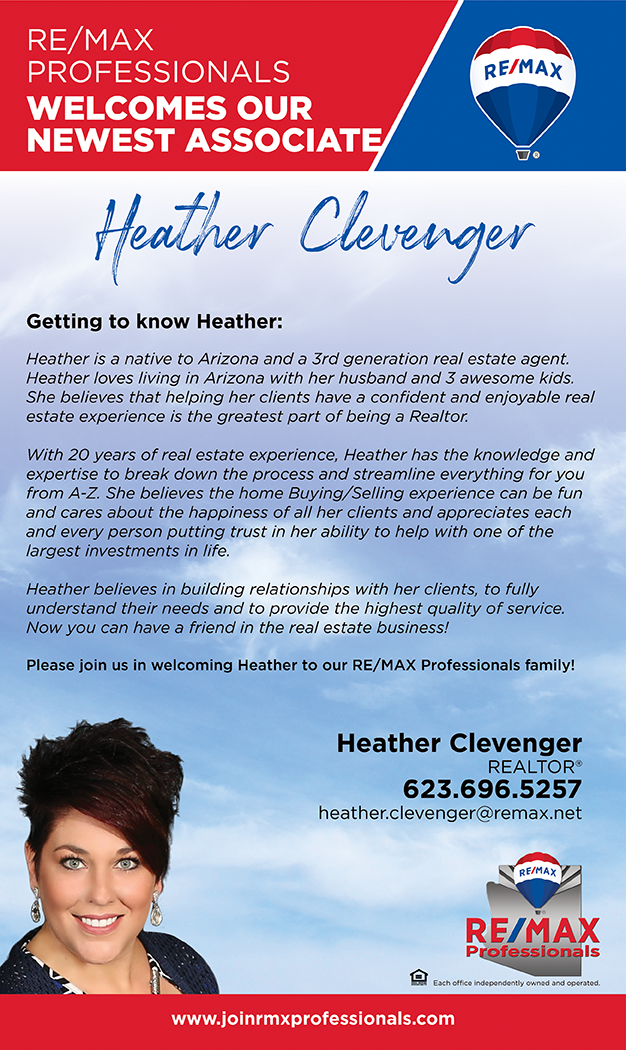 RE/MAX
PROFESSIONALS
WELCOMES OUR
NEWEST ASSOCIATE
RE/MAX
®
Heather Clevenger
Getting to know Heather:
Heather is a native to Arizona and a 3rd generation real estate agent.
Heather loves living in Arizona with her husband and 3 awesome kids.
She believes that helping her clients have a confident and enjoyable real
estate experience is the greatest part of being a Realtor.
With 20 years of real estate experience, Heather has the knowledge and
expertise to break down the process and streamline everything for you
from A-Z. She believes the home Buying/Selling experience can be fun
and cares about the happiness of all her clients and appreciates each
and every person putting trust in her ability to help with one of the
largest investments in life.
Heather believes in building relationships with her clients, to fully
understand their needs and to provide the highest quality of service.
Now you can have a friend in the real estate business!
Please join us in welcoming Heather to our RE/MAX Professionals family!
Heather Clevenger
REALTOR®
623.696.5257
heather.clevenger@remax.net
RE/MAX
RE/MAX
Professionals
Each office independently owned and operated.
www.joinrmxprofessionals.com